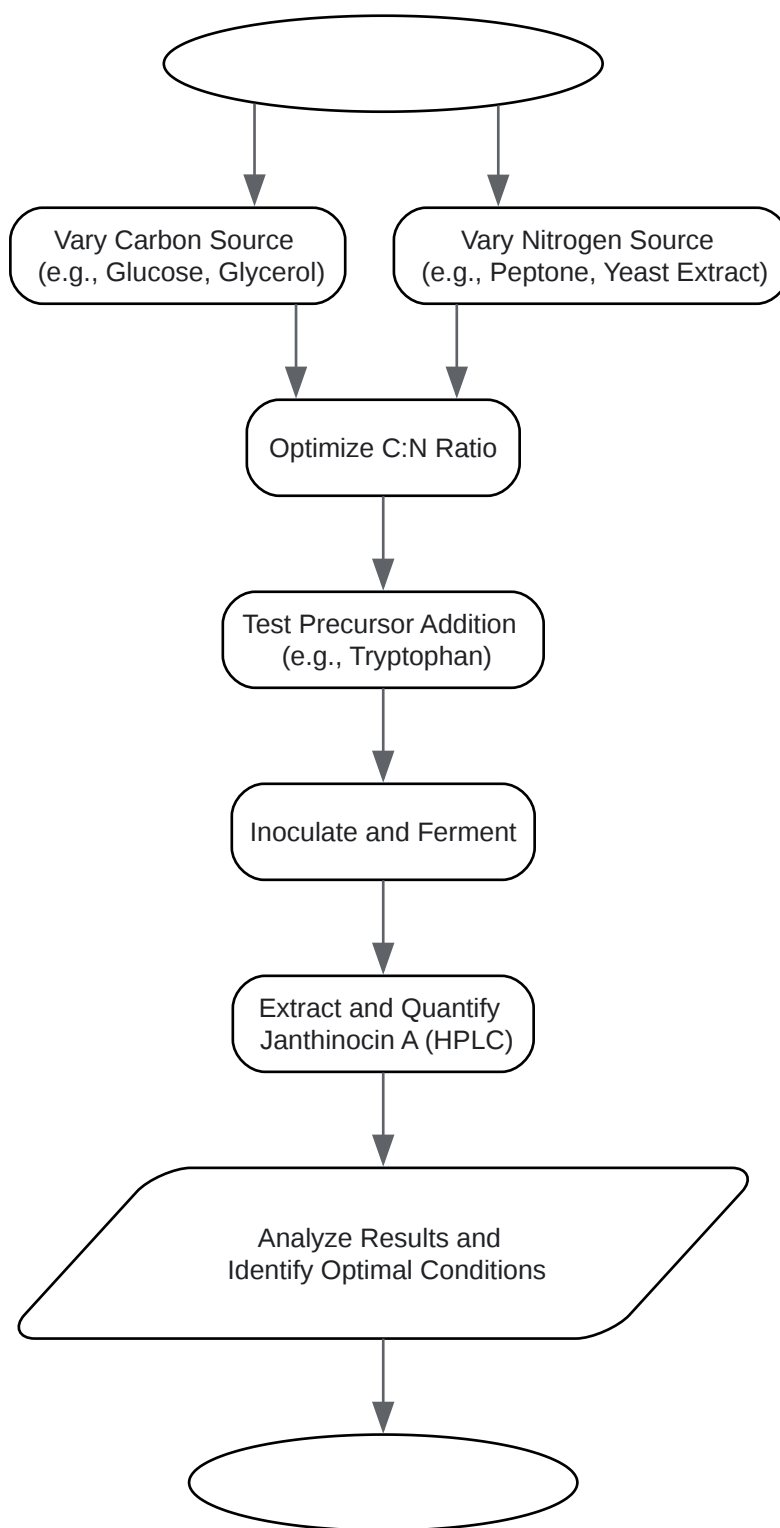 Vary Carbon Source
(e.g., Glucose, Glycerol)
Vary Nitrogen Source
(e.g., Peptone, Yeast Extract)
Optimize C:N Ratio
Test Precursor Addition
(e.g., Tryptophan)
Inoculate and Ferment
Extract and Quantify
Janthinocin A (HPLC)
Analyze Results and
Identify Optimal Conditions